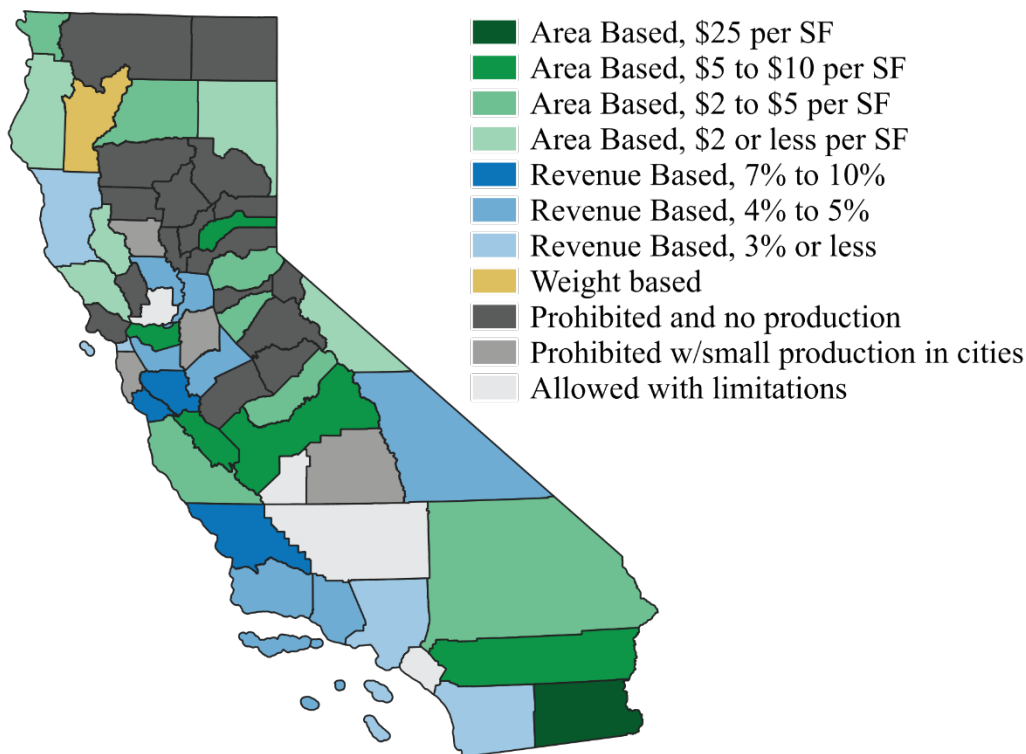 Area Based, $25 per SF
Area Based, $5 to $10 per SF
Area Based, $2 to $5 per SF
Area Based, $2 or less per SF
Revenue Based, 7% to 10%
Revenue Based, 4% to 5%
Revenue Based, 3% or less
Weight based
Prohibited and no production
Prohibited w/small production in cities
Allowed with limitations